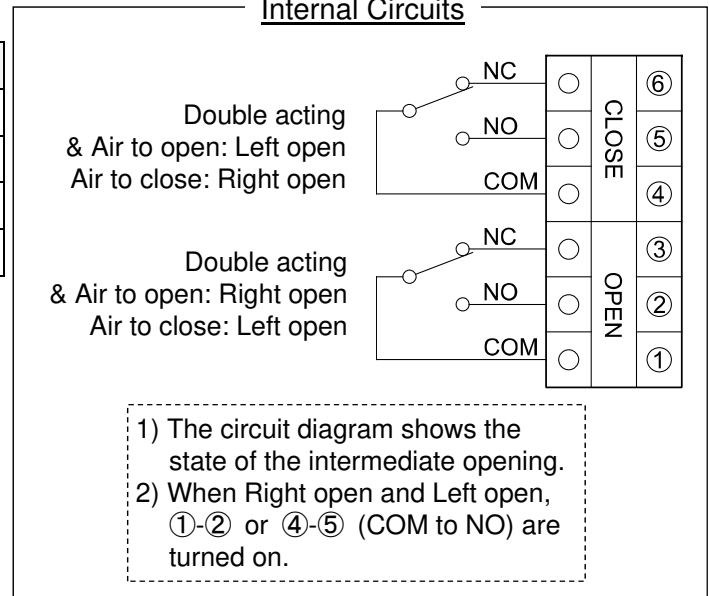 Internal Circuits
Double acting
& Air to open: Left open
Air to close: Right open
NC
NO
COM
CLOSE
⑥
⑤
④
Double acting
& Air to open: Right open
Air to close: Left open
NC
NO
COM
OPEN
③
②
①
1) The circuit diagram shows the
state of the intermediate opening.
2) When Right open and Left open,
①-② or ④-⑤ (COM to NO) are
turned on.